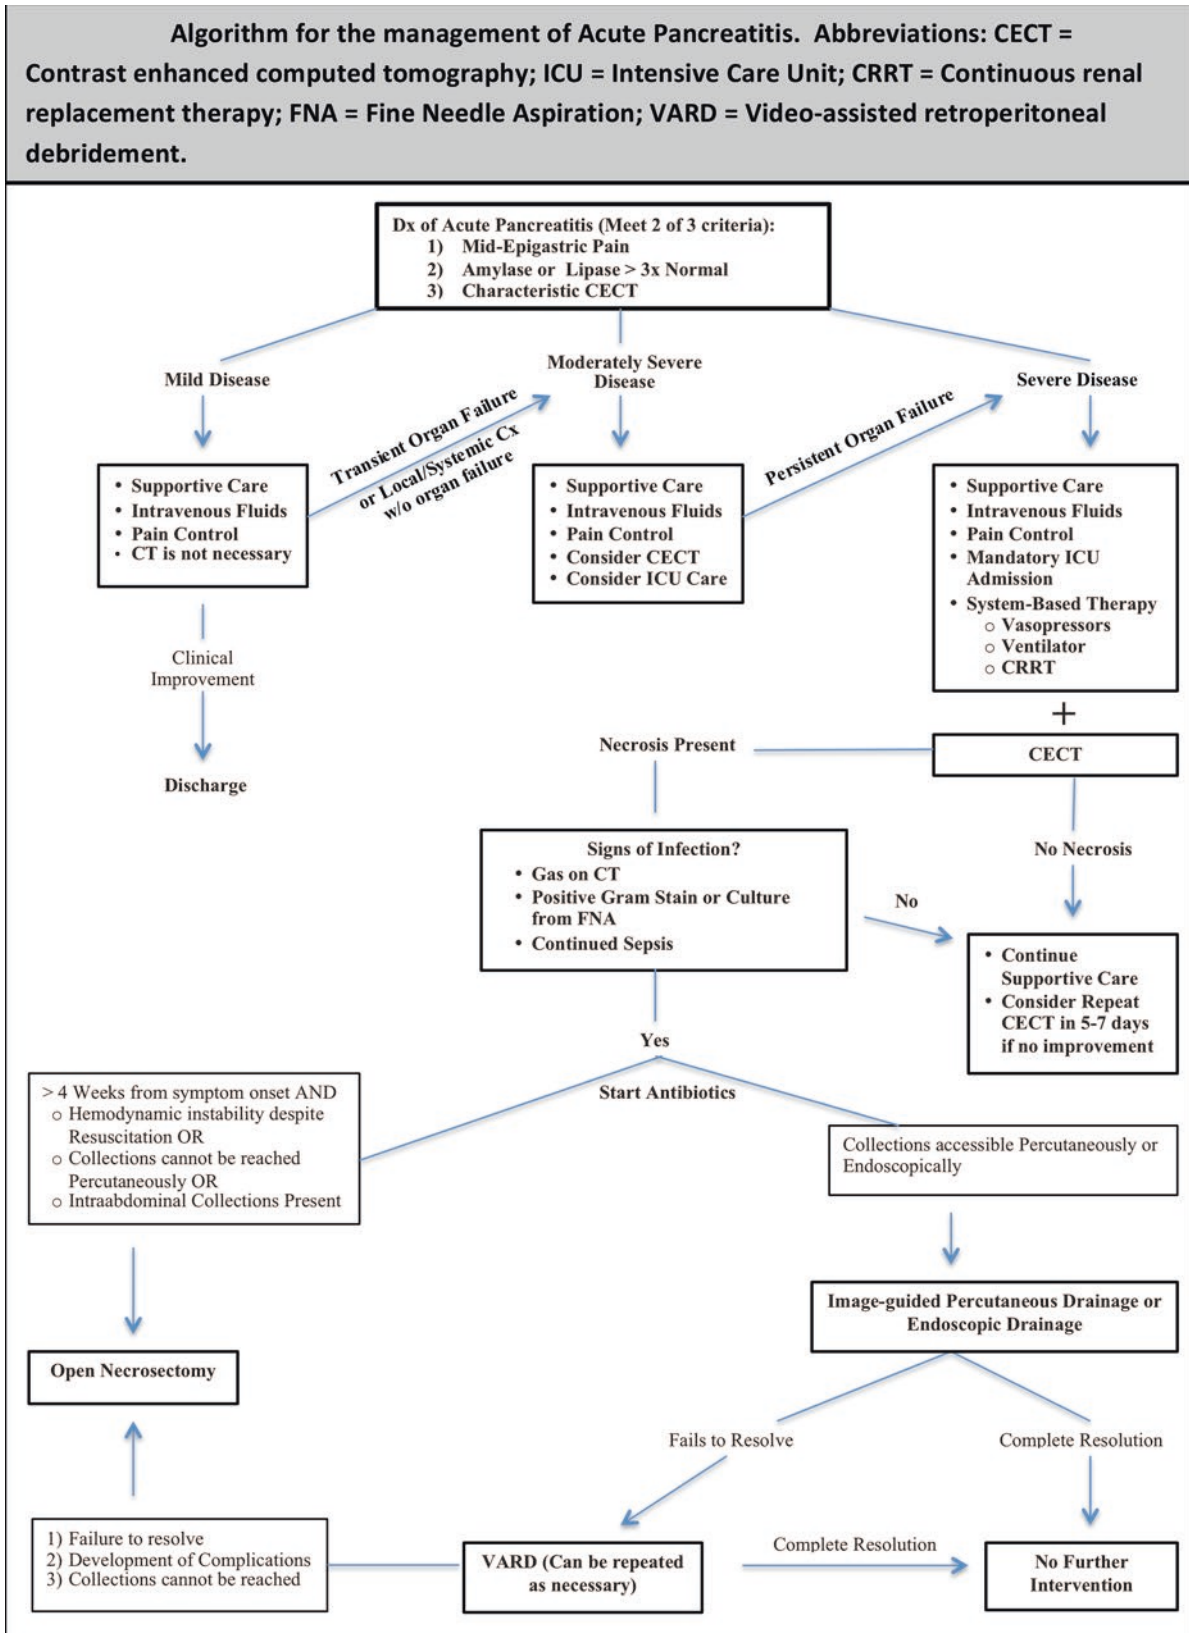 Algorithm for the management of Acute Pancreatitis.  Abbreviations: CECT =
Contrast enhanced computed tomography; ICU = Intensive Care Unit; CRRT = Continuous renal
replacement therapy; FNA = Fine Needle Aspiration; VARD = Video-assisted retroperitoneal
debridement.
Dx of Acute Pancreatitis (Meet 2 of 3 criteria):
1) Mid-Epigastric Pain
2) Amylase or Lipase > 3x Normal
3) Characteristic CECT
Mild Disease
Moderately Severe
Disease
Severe Disease
Transient Organ Failure
or Local/Systemic Cx
w/o organ failure
Persistent Organ Failure
• Supportive Care
• Intravenous Fluids
• Pain Control
• CT is not necessary
• Supportive Care
• Intravenous Fluids
• Pain Control
• Consider CECT
• Consider ICU Care
• Supportive Care
• Intravenous Fluids
• Pain Control
• Mandatory ICU
Admission
• System-Based Therapy
o Vasopressors
o Ventilator
o CRRT
Clinical
Improvement
Discharge
+
CECT
Necrosis Present
No Necrosis
Signs of Infection?
• Gas on CT
• Positive Gram Stain or Culture
from FNA
• Continued Sepsis
No
• Continue
Supportive Care
• Consider Repeat
CECT in 5-7 days
if no improvement
Yes
Start Antibiotics
> 4 Weeks from symptom onset AND
o Hemodynamic instability despite
Resuscitation OR
o Collections cannot be reached
Percutaneously OR
o Intraabdominal Collections Present
Collections accessible Percutaneously or
Endoscopically
Image-guided Percutaneous Drainage or
Endoscopic Drainage
Open Necrosectomy
Fails to Resolve
Complete Resolution
1) Failure to resolve
2) Development of Complications
3) Collections cannot be reached
VARD (Can be repeated
as necessary)
Complete Resolution
No Further
Intervention